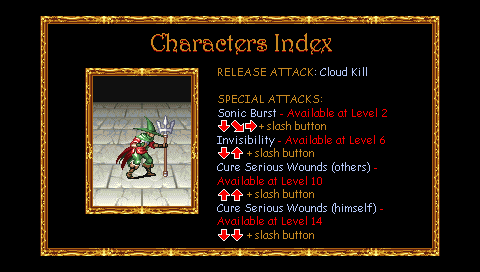 Characters Index
RELEASE ATTACK: Cloud Kill
SPECIAL ATTACKS:
Sonic Burst - Available at Level 2
+ slash button
Invisibility - Available at Level 6
+ slash button
Cure Serious Wounds (others) -
Available at Level 10
+ slash button
Cure Serious Wounds (himself) -
Available at Level 14
+ slash button